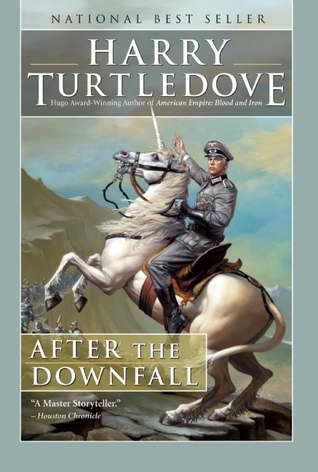 NATIONAL BEST SELLER
HARRY
TURTLEDOVE
Hugo Award-Winning Author of American Empire: Blood and Iron
AFTER THE
DOWNFALL
"A Master Storyteller."
– Houston Chronicle